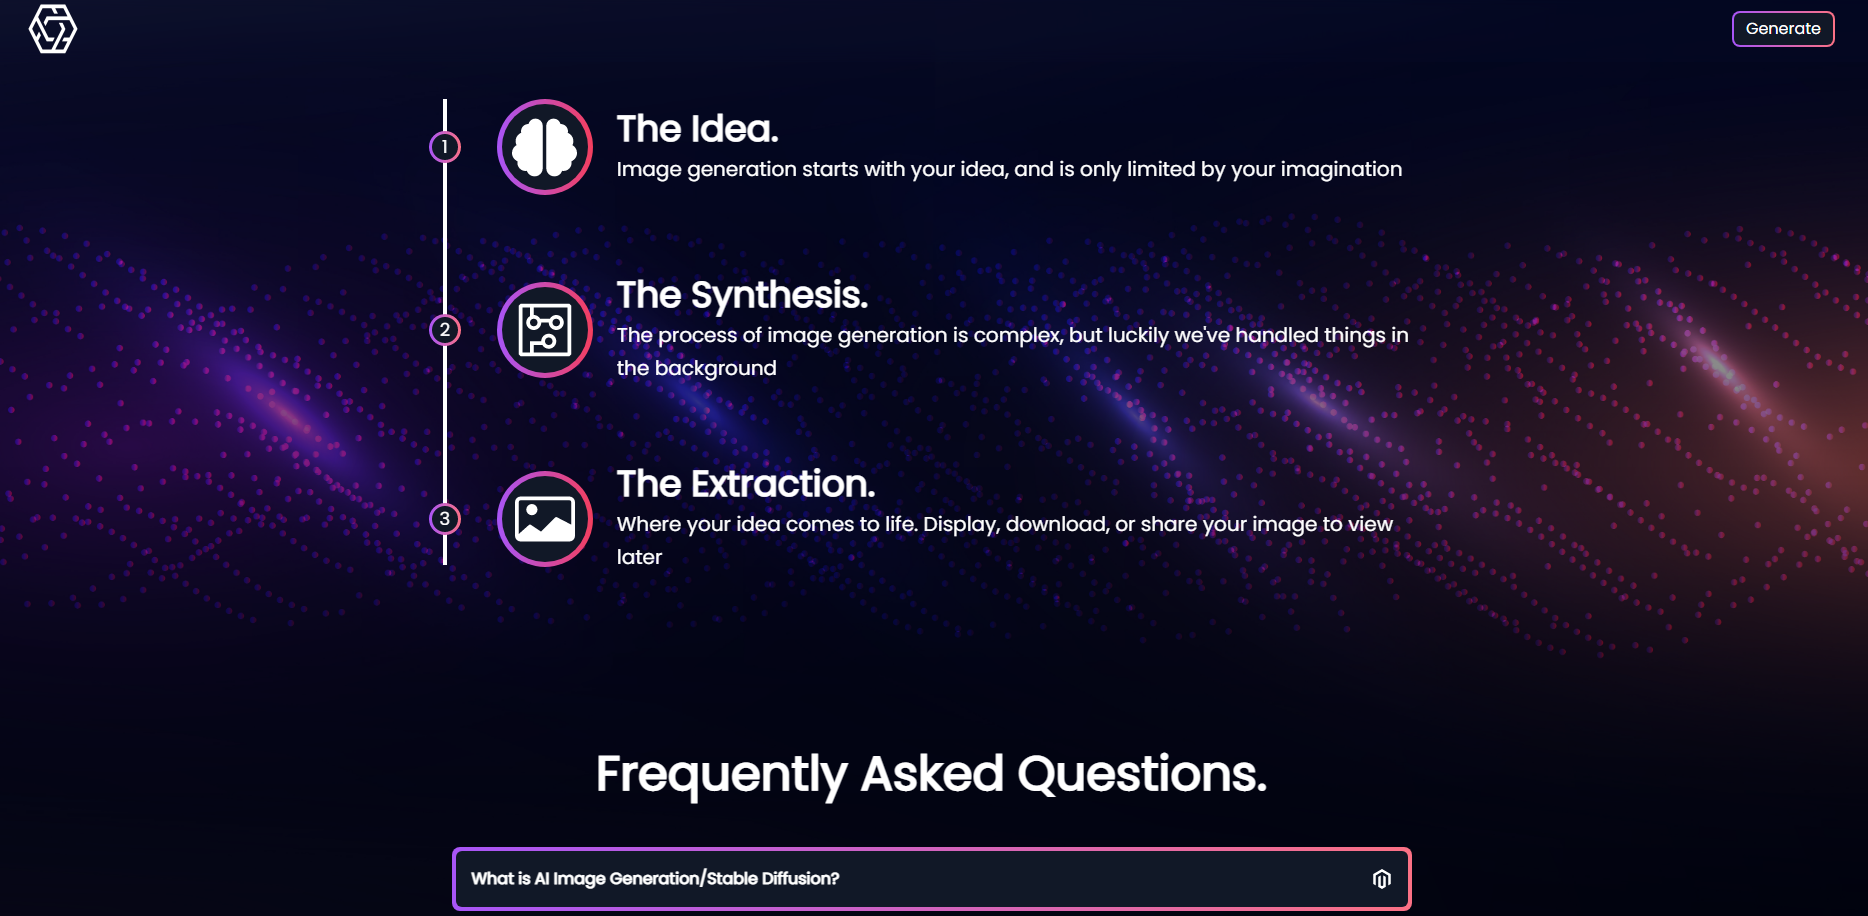 Generate
1
The Idea.
Image generation starts with your idea, and is only limited by your imagination
2
The Synthesis.
The process of image generation is complex, but luckily we've handled things in
the background
3
The Extraction.
Where your idea comes to life. Display, download, or share your image to view
later
Frequently Asked Questions.
What is AI Image Generation/Stable Diffusion?